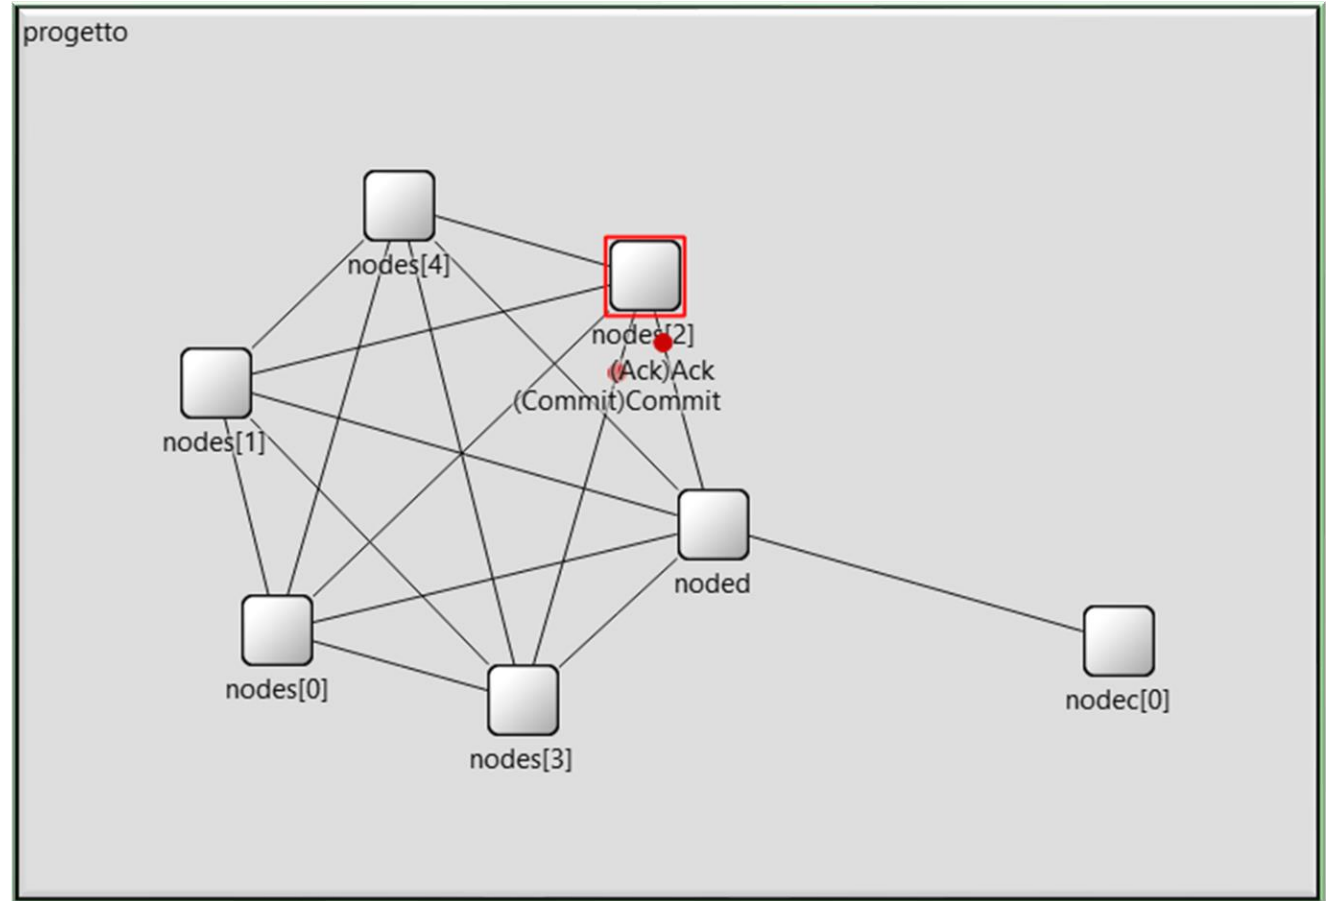 progetto
nodes[4]
nodes[2]
(Ack)Ack
(Commit)Commit
nodes[1]
noded
nodes[0]
nodec[0]
nodes[3]